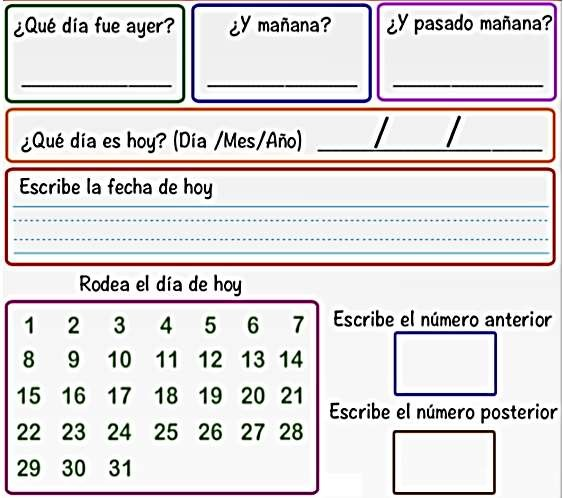 ¿Qué día fue ayer?
¿Y mañana?
¿Y pasado mañana?
¿Qué día es hoy? (Día /Mes/Año) ____/____/____
Escribe la fecha de hoy
Rodea el día de hoy
1 2 3 4 5 6 7
8 9 10 11 12 13 14
15 16 17 18 19 20 21
22 23 24 25 26 27 28
29 30 31
Escribe el número anterior
Escribe el número posterior